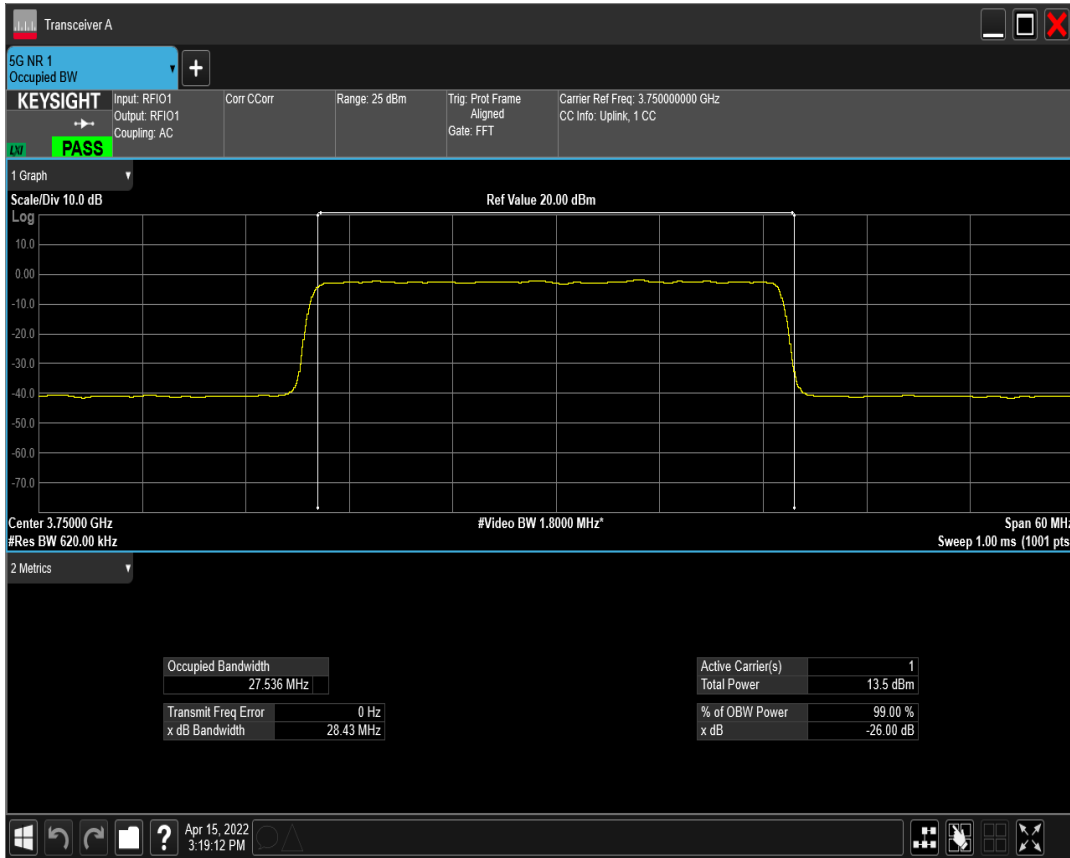 Transceiver A
5G NR 1
Occupied BW
+
KEYSIGHT
LXI
PASS
Input: RFIO1
Output: RFIO1
Coupling: AC
Corr CCorr
Range: 25 dBm
Trig: Prot Frame
Aligned
Gate: FFT
Carrier Ref Freq: 3.750000000 GHz
CC Info: Uplink, 1 CC
1 Graph
Scale/Div 10.0 dB
Ref Value 20.00 dBm
Log
10.0
0.00
-10.0
-20.0
-30.0
-40.0
-50.0
-60.0
-70.0
Center 3.75000 GHz
#Video BW 1.8000 MHz*
Span 60 MHz
#Res BW 620.00 kHz
Sweep 1.00 ms (1001 pts
2 Metrics
Occupied Bandwidth
27.536 MHz
Transmit Freq Error 0 Hz
x dB Bandwidth 28.43 MHz
Active Carrier(s) 1
Total Power 13.5 dBm
% of OBW Power 99.00 %
x dB -26.00 dB
?
Apr 15, 2022
3:19:12 PM